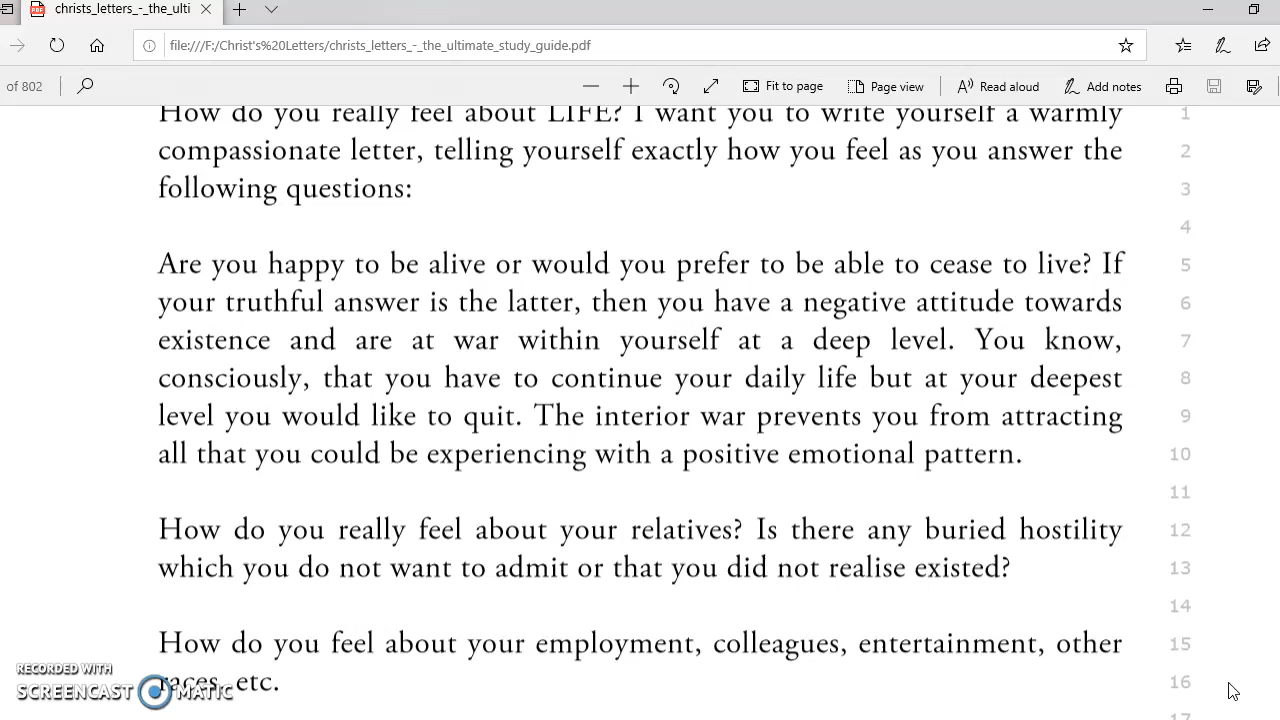 christs_letters_-_the_ulti
file:///F:/Christ's%20Letters/christs_letters_-_the_ultimate_study_guide.pdf
of 802 Fit to page Page view Read aloud Add notes
How do you really feel about LIFE? I want you to write yourself a warmly 1
compassionate letter, telling yourself exactly how you feel as you answer the 2
following questions: 3
4
Are you happy to be alive or would you prefer to be able to cease to live? If 5
your truthful answer is the latter, then you have a negative attitude towards 6
existence and are at war within yourself at a deep level. You know, 7
consciously, that you have to continue your daily life but at your deepest 8
level you would like to quit. The interior war prevents you from attracting 9
all that you could be experiencing with a positive emotional pattern. 10
11
How do you really feel about your relatives? Is there any buried hostility 12
which you do not want to admit or that you did not realise existed? 13
14
How do you feel about your employment, colleagues, entertainment, other 15
races, etc. 16
17
RECORDED WITH
SCREENCAST MATIC